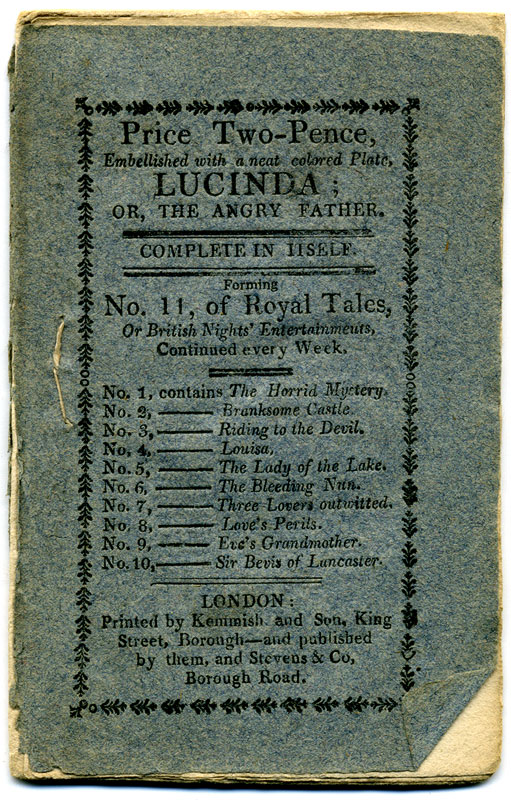 Price Two-Pence,
Embellished with a neat colored Plate,
LUCINDA;
OR, THE ANGRY FATHER.
COMPLETE IN IISELF.
Forming
No. 11, of Royal Tales,
Or British Nights' Entertainments,
Continued every Week.
No. 1, contains The Horrid Mystery.
No. 2, —— Branksome Castle
No. 3, —— Riding to the Devil.
No. 4, —— Louisa,
No. 5, —— The Lady of the Lake.
No. 6, —— The Bleeding Nun.
No. 7, —— Three Lovers outwitted.
No. 8, —— Love's Perils.
No. 9, —— Eve's Grandmother.
No. 10, —— Sir Bevis of Lancaster.
LONDON:
Printed by Kemmish and Son, King
Street, Borough—and published
by them, and Stevens & Co,
Borough Road.